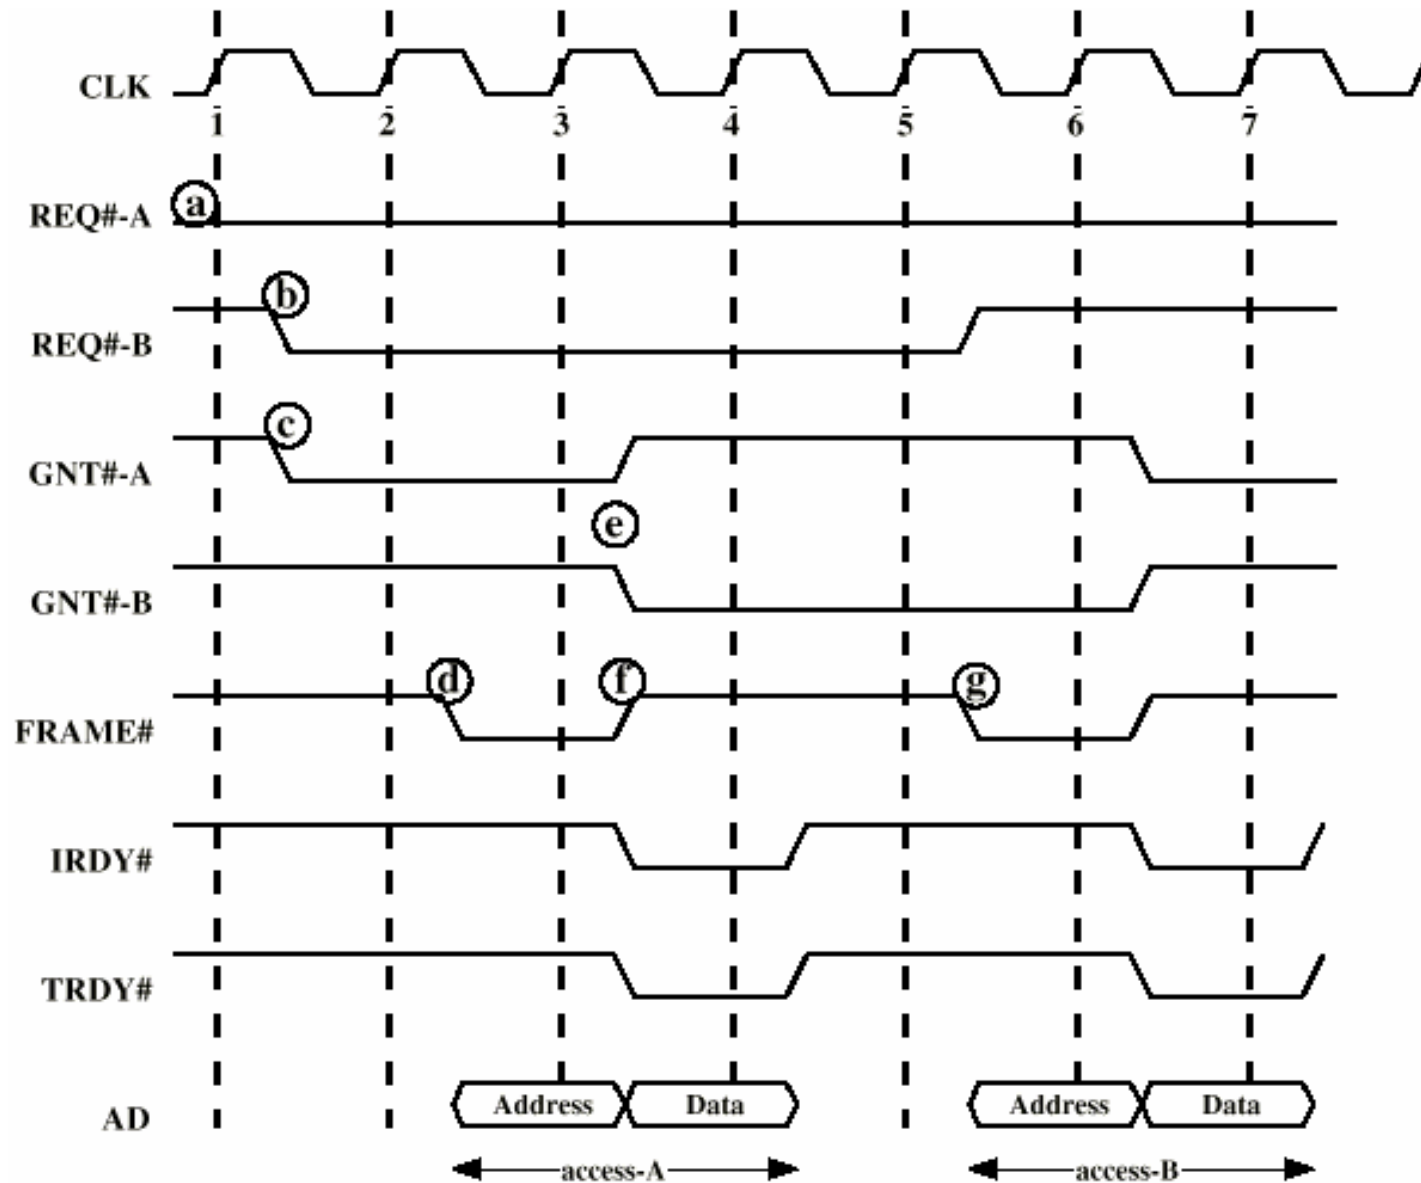 CLK
1 2 3 4 5 6 7
a
REQ#-A
b
REQ#-B
c
GNT#-A
e
GNT#-B
d f g
FRAME#
IRDY#
TRDY#
Address Data Address Data
AD
access-A access-B